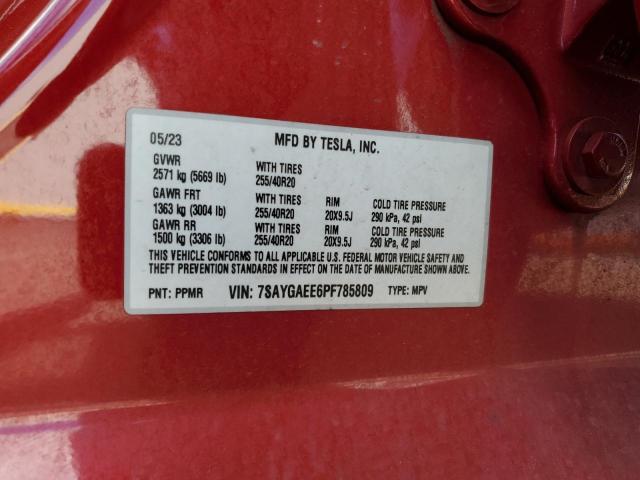 05/23 MFD BY TESLA, INC.
GVWR WITH TIRES
2571 kg (5669 lb) 255/40R20
GAWR FRT WITH TIRES RIM COLD TIRE PRESSURE
1363 kg (3004 lb) 255/40R20 20X9.5J 290 kPa, 42 psi
GAWR RR WITH TIRES RIM COLD TIRE PRESSURE
1500 kg (3306 lb) 255/40R20 20X9.5J 290 kPa, 42 psi
THIS VEHICLE CONFORMS TO ALL APPLICABLE U.S. FEDERAL MOTOR VEHICLE SAFETY AND
THEFT PREVENTION STANDARDS IN EFFECT ON THE DATE OF MANUFACTURE SHOWN ABOVE.
PNT: PPMR VIN: 7SAYGAEE6PF785809 TYPE: MPV